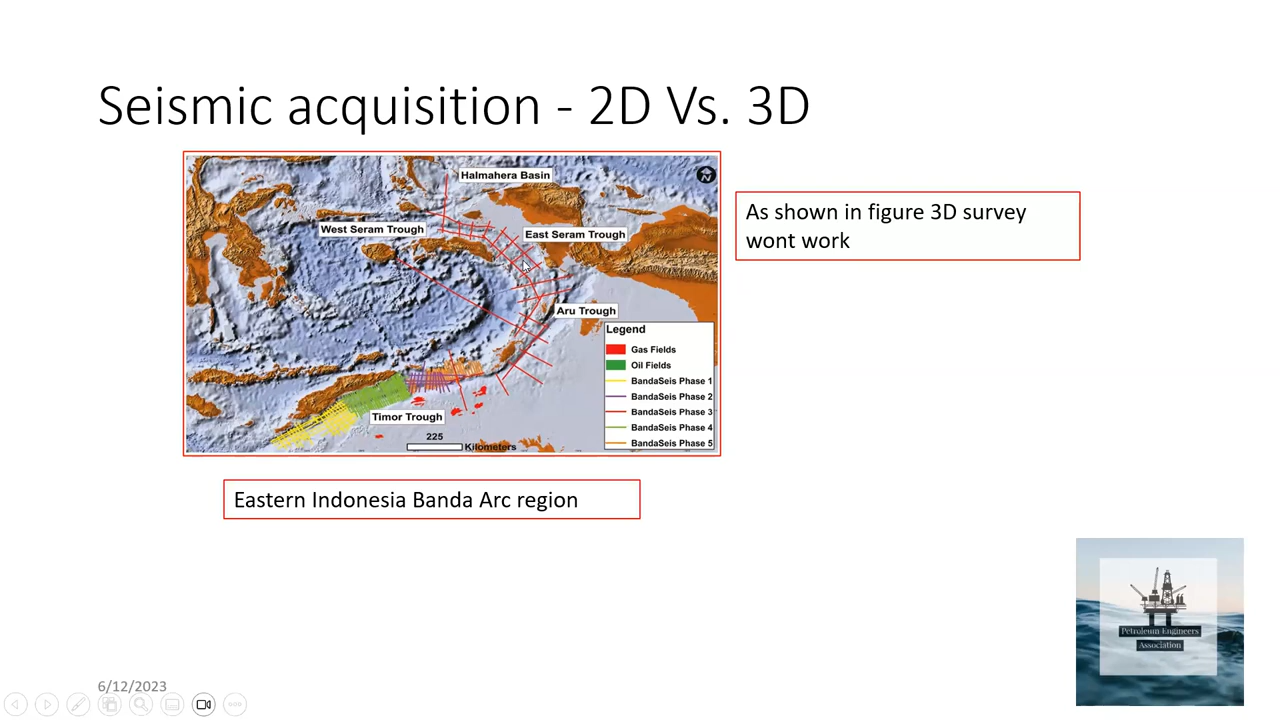 Seismic acquisition - 2D Vs. 3D
Halmahera Basin
N
West Seram Trough
East Seram Trough
Aru Trough
Timor Trough
225
Kilometers
Legend
Gas Fields
Oil Fields
BandaSeis Phase 1
BandaSeis Phase 2
BandaSeis Phase 3
BandaSeis Phase 4
BandaSeis Phase 5
As shown in figure 3D survey
wont work
Eastern Indonesia Banda Arc region
Petroleum Engineers
Association
6/12/2023